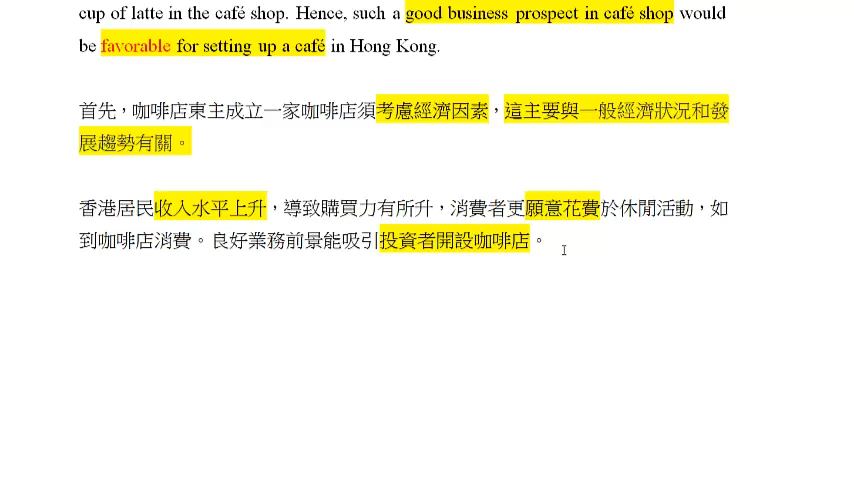 cup of latte in the café shop. Hence, such a good business prospect in café shop would
be favorable for setting up a café in Hong Kong.
首先，咖啡店東主成立一家咖啡店須考慮經濟因素，這主要與一般經濟狀況和發
展趨勢有關。
香港居民收入水平上升，導致購買力有所升，消費者更願意花費於休閒活動，如
到咖啡店消費。良好業務前景能吸引投資者開設咖啡店。